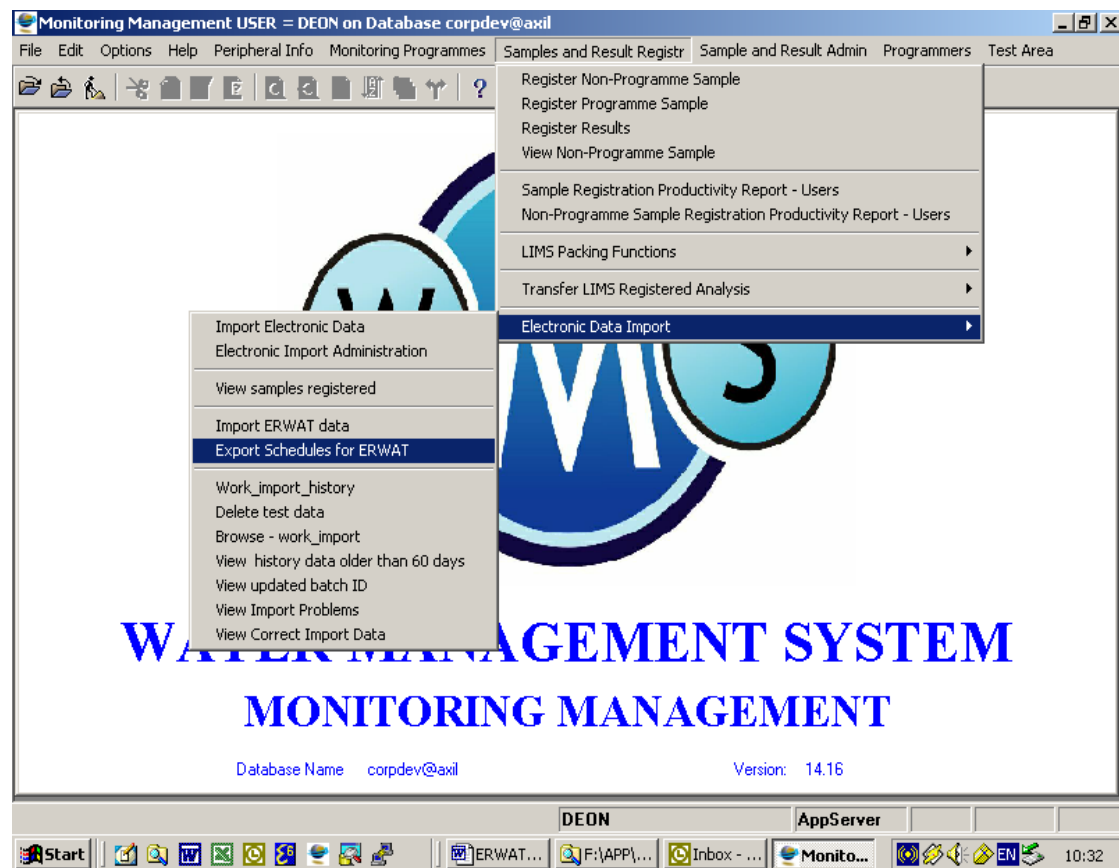 Monitoring Management USER = DEON on Database corpdev@axil
File Edit Options Help Peripheral Info Monitoring Programmes Samples and Result Registr Sample and Result Admin Programmers Test Area
Register Non-Programme Sample
Register Programme Sample
Register Results
View Non-Programme Sample
Sample Registration Productivity Report - Users
Non-Programme Sample Registration Productivity Report - Users
LIMS Packing Functions
Transfer LIMS Registered Analysis
Electronic Data Import
Import Electronic Data
Electronic Import Administration
View samples registered
Import ERWAT data
Export Schedules for ERWAT
Work_import_history
Delete test data
Browse - work_import
View history data older than 60 days
View updated batch ID
View Import Problems
View Correct Import Data
W M S
WATER MANAGEMENT SYSTEM
MONITORING MANAGEMENT
Database Name corpdev@axil Version: 14.16
DEON AppServer
Start ERWAT... F:\APP\... Inbox - ... Monito... EN 10:32